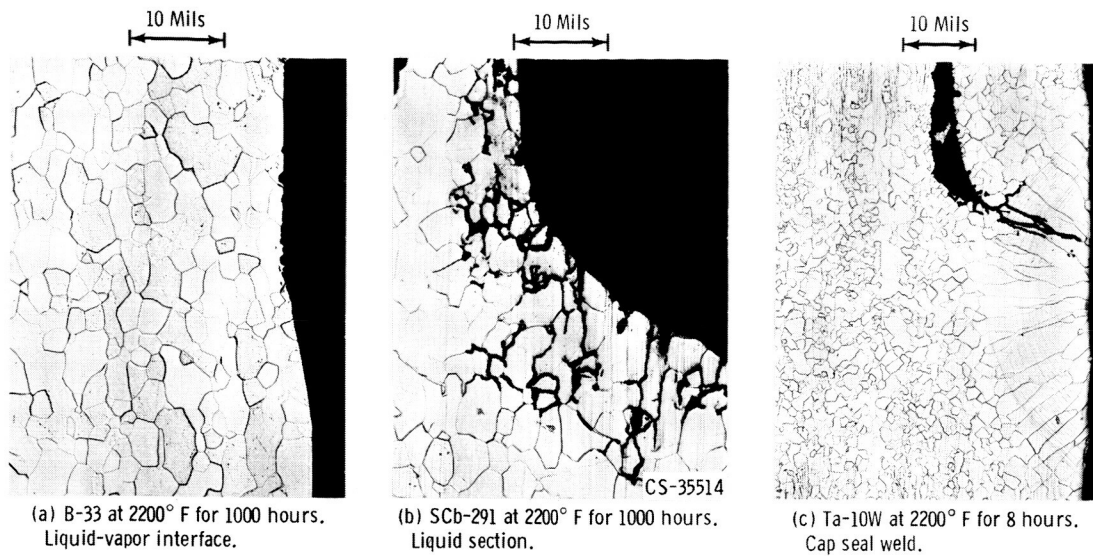 10 Mils
10 Mils
10 Mils
CS-35514
(a) B-33 at 2200° F for 1000 hours.
Liquid-vapor interface.
(b) SCb-291 at 2200° F for 1000 hours.
Liquid section.
(c) Ta-10W at 2200° F for 8 hours.
Cap seal weld.